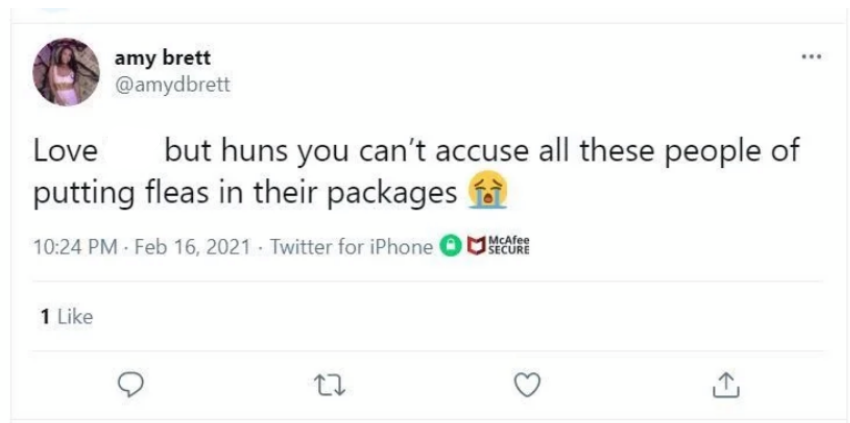 amy brett
@amydbrett
Love but huns you can't accuse all these people of
putting fleas in their packages 😭
10:24 PM · Feb 16, 2021 · Twitter for iPhone McAfee SECURE
1 Like